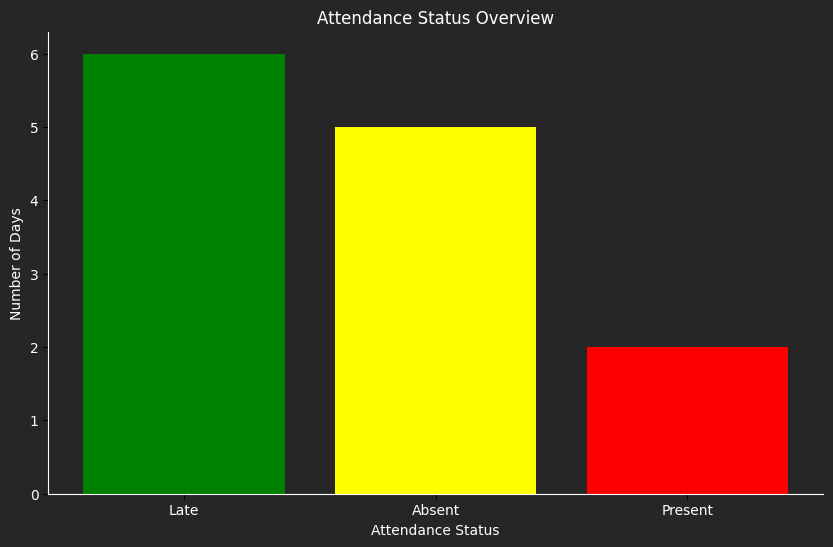 Attendance Status Overview
Number of Days
6
5
4
3
2
1
0
Late Absent Present
Attendance Status